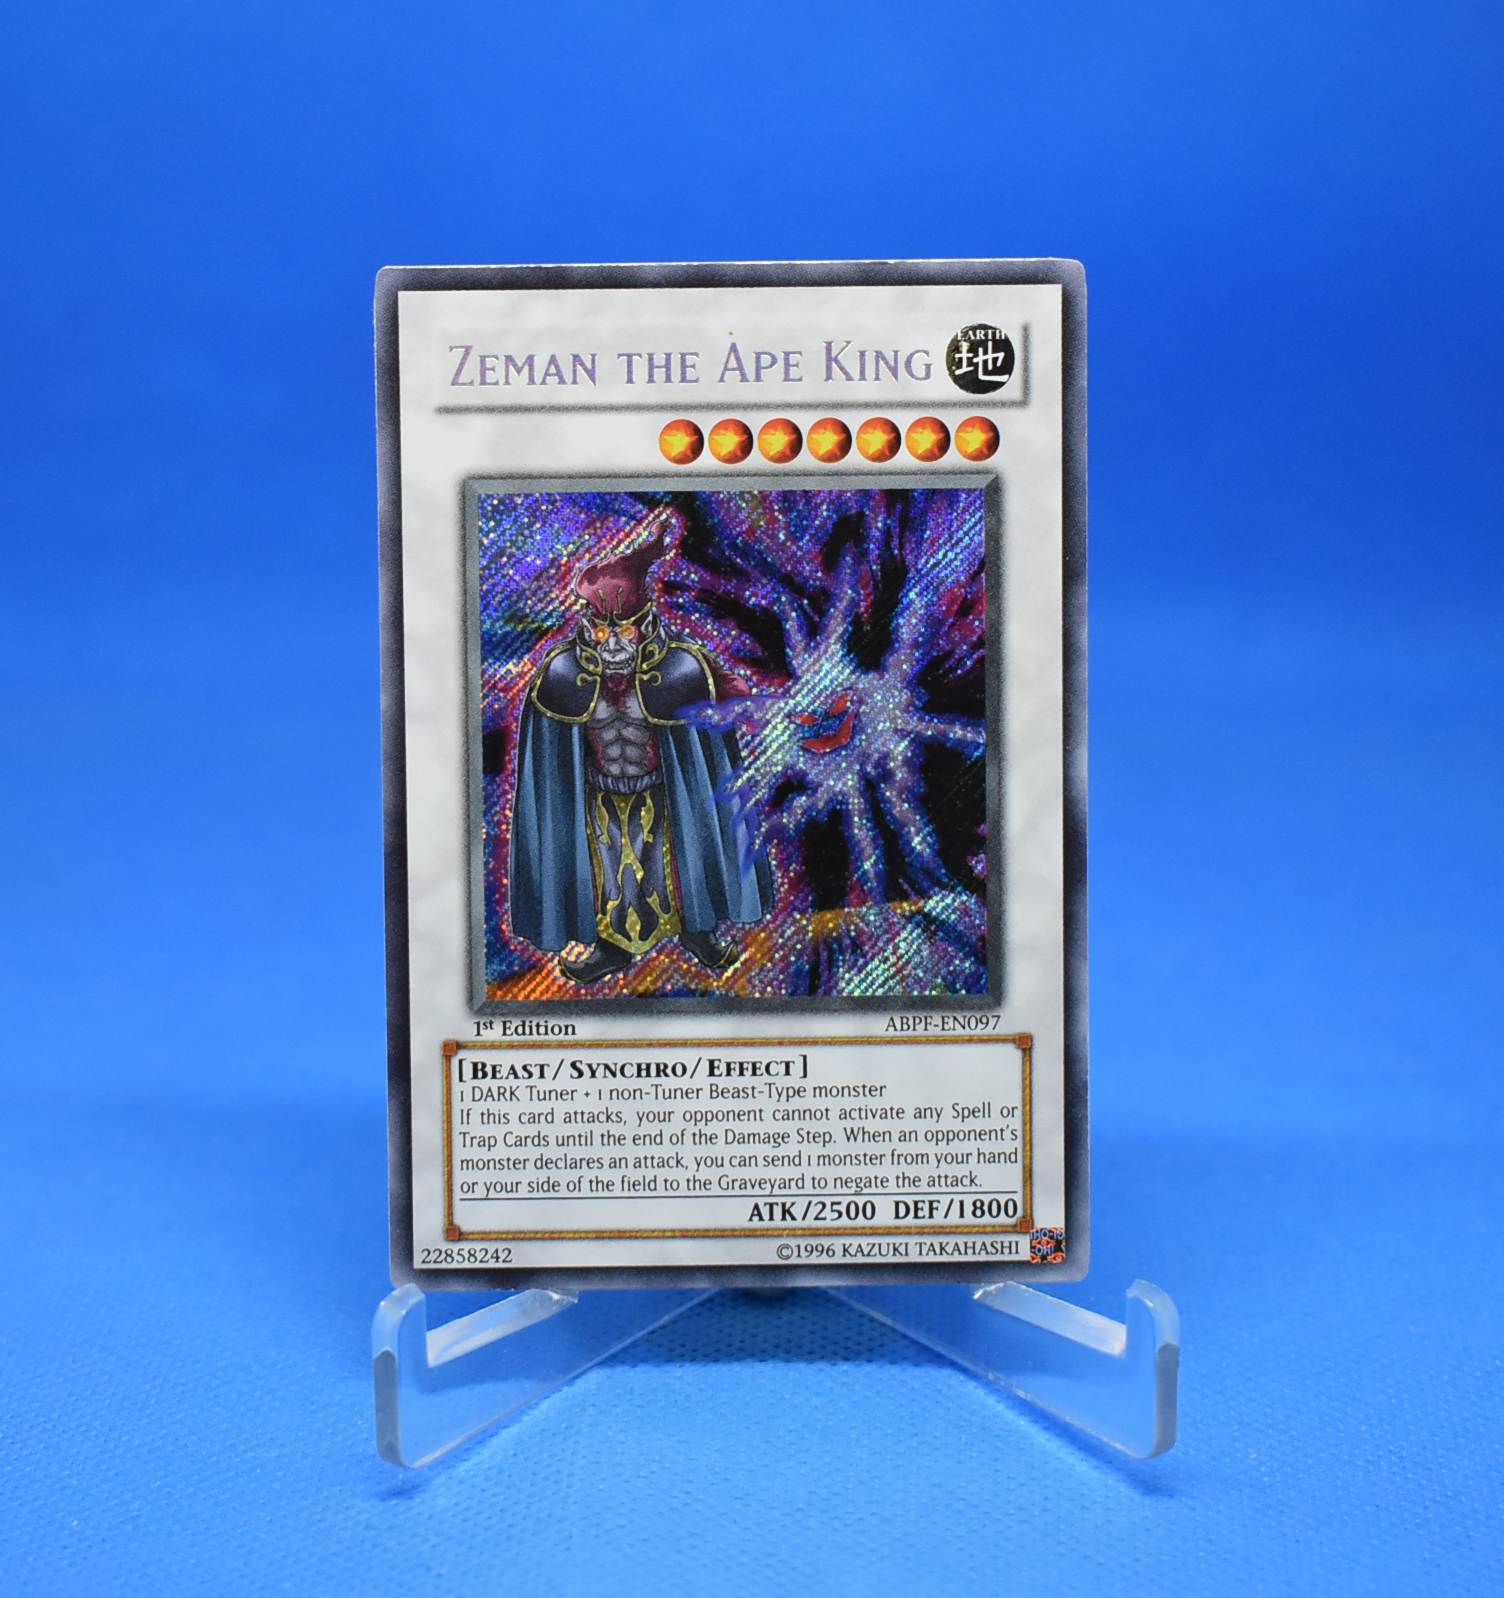 Zeman the Ape King
EARTH
地
1st Edition
ABPF-EN097
[Beast/Synchro/Effect]
1 DARK Tuner + 1 non-Tuner Beast-Type monster
If this card attacks, your opponent cannot activate any Spell or
Trap Cards until the end of the Damage Step. When an opponent's
monster declares an attack, you can send 1 monster from your hand
or your side of the field to the Graveyard to negate the attack.
ATK/2500 DEF/1800
22858242
©1996 KAZUKI TAKAHASHI